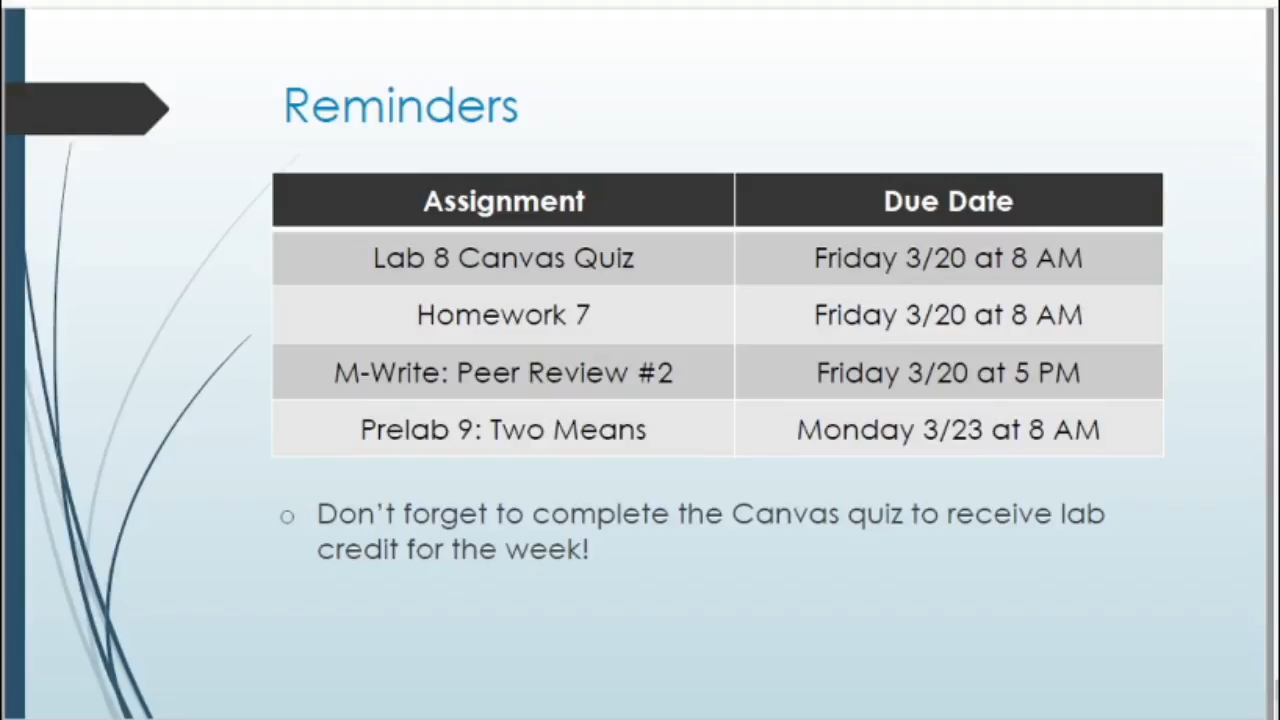 Reminders
Assignment Due Date
Lab 8 Canvas Quiz Friday 3/20 at 8 AM
Homework 7 Friday 3/20 at 8 AM
M-Write: Peer Review #2 Friday 3/20 at 5 PM
Prelab 9: Two Means Monday 3/23 at 8 AM
Don’t forget to complete the Canvas quiz to receive lab
credit for the week!